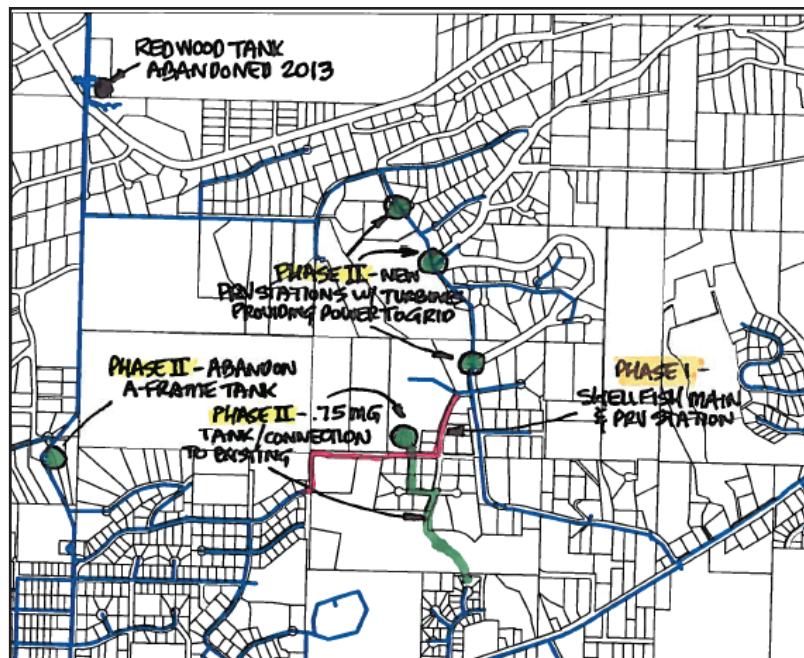 REDWOOD TANK
ABANDONED 2013
PHASE II - NEW
PRV STATIONS W/ TURBINES
PROVIDING POWER TO GRID
PHASE II - ABANDON
A-FRAME TANK
PHASE I -
SHELLFISH MAIN
& PRV STATION
PHASE II - .75 MG
TANK/CONNECTION
TO EXISTING